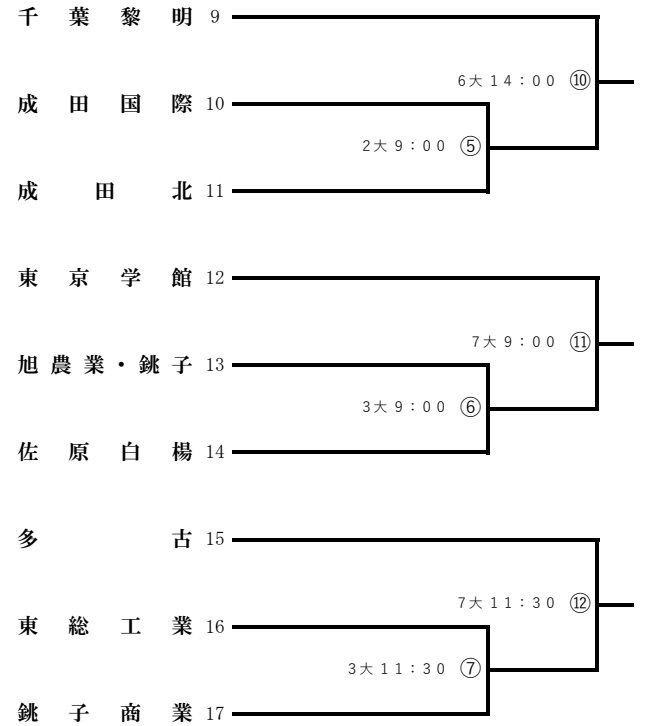 千葉黎明 9
6大 14：00 ⑩
成田国際 10
2大 9：00 ⑤
成田北 11
東京学館 12
7大 9：00 ⑪
旭農業・銚子 13
3大 9：00 ⑥
佐原白楊 14
多古 15
7大 11：30 ⑫
東総工業 16
3大 11：30 ⑦
銚子商業 17